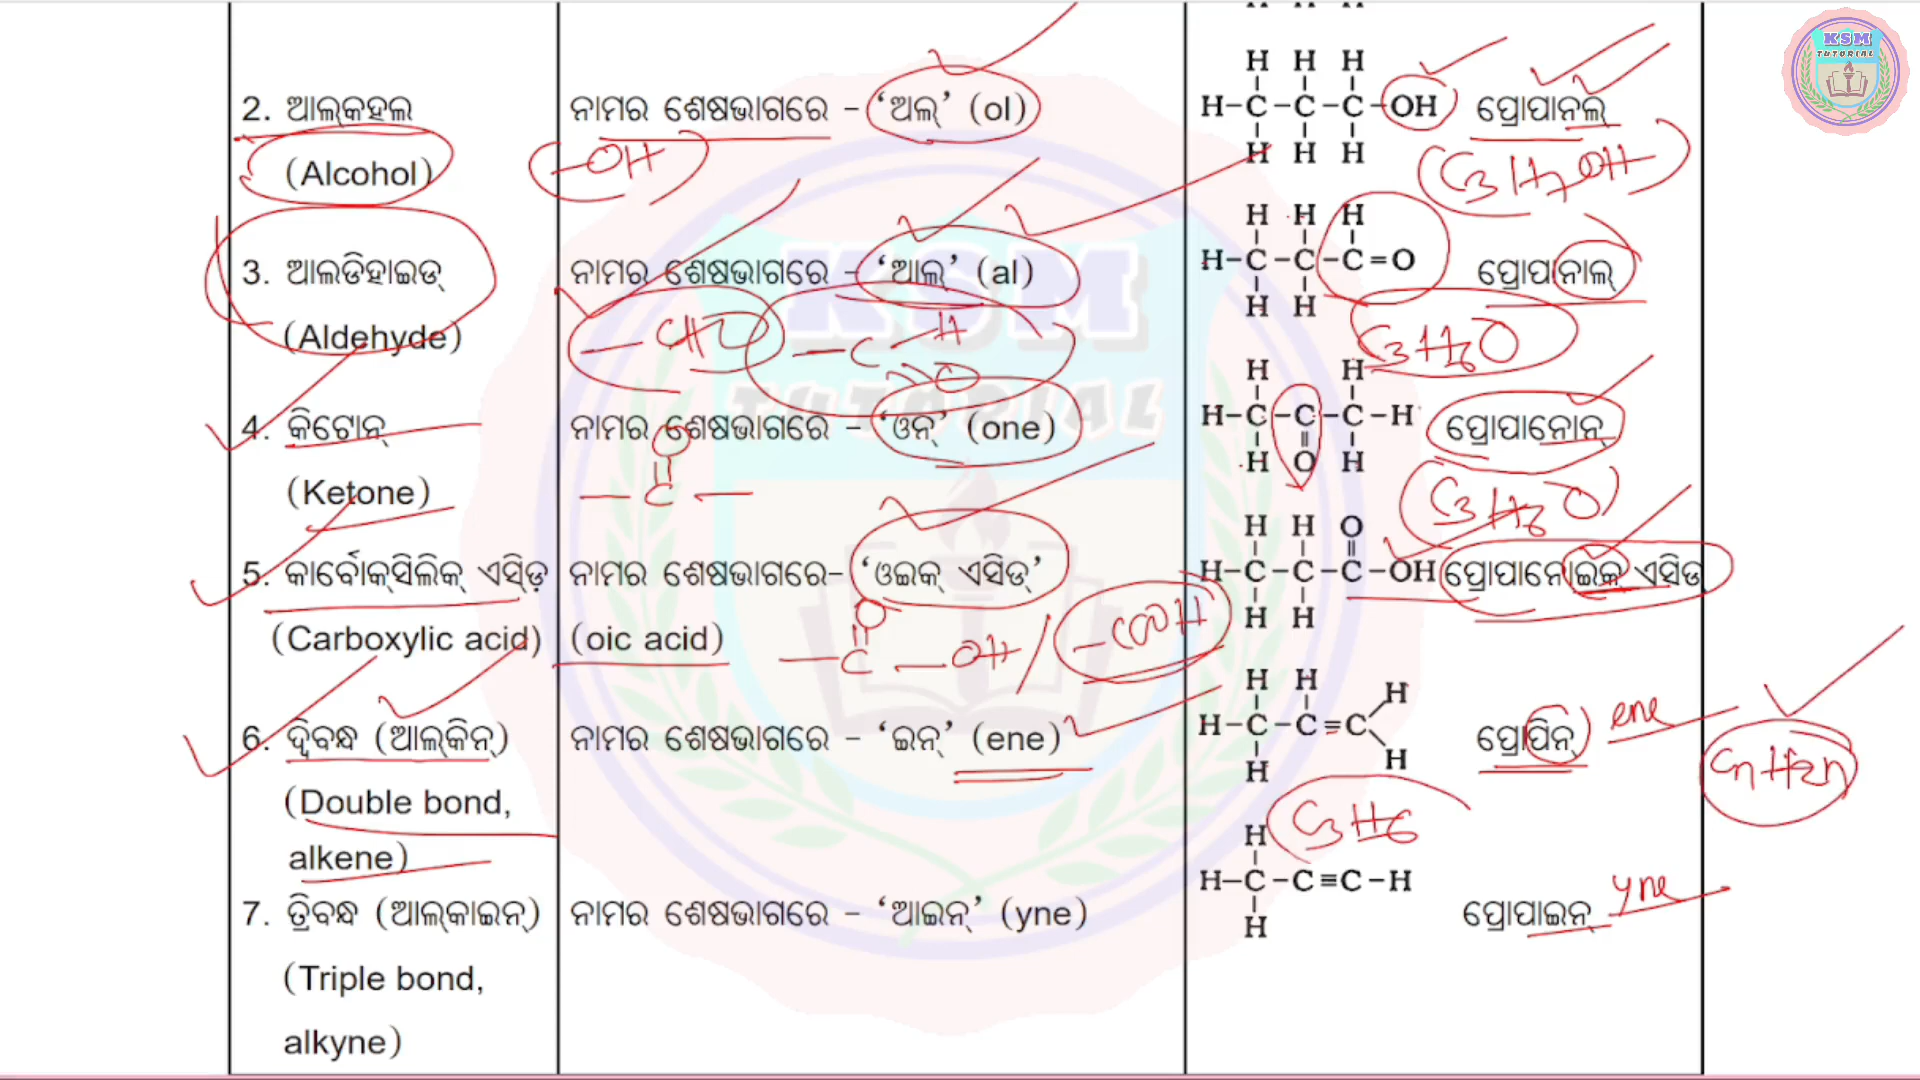 KSM
TUTORIAL
2. ଆଲ୍‌କହଲ ନାମର ଶେଷଭାଗରେ - ‘ଅଲ୍’ (ol) H-C-C-C-OH ପ୍ରୋପାନଲ୍
(Alcohol) -OH C3H7OH
3. ଆଲଡିହାଇଡ୍ ନାମର ଶେଷଭାଗରେ - ‘ଆଲ୍’ (al) H-C-C-C=O ପ୍ରୋପାନାଲ୍
(Aldehyde) -CHO -C-H=O C3H6O
4. କିଟୋନ୍ ନାମର ଶେଷଭାଗରେ - ‘ଓନ୍’ (one) H-C-C-C-H ପ୍ରୋପାନୋନ୍
(Ketone) O=-C- C3H6O
5. କାର୍ବୋକ୍‌ସିଲିକ୍ ଏସିଡ୍ ନାମର ଶେଷଭାଗରେ- ‘ଓଇକ୍ ଏସିଡ୍’ H-C-C-C-OH ପ୍ରୋପାନୋଇକ୍ ଏସିଡ
(Carboxylic acid) (oic acid) O=-C-OH / -COOH
6. ଦ୍ୱିବନ୍ଧ (ଆଲ୍‌କିନ୍) ନାମର ଶେଷଭାଗରେ - ‘ଇନ୍’ (ene) H-C-C=C ପ୍ରୋପିନ୍ ene CnH2n
(Double bond, C3H6
alkene)
7. ତ୍ରିବନ୍ଧ (ଆଲ୍‌କାଇନ୍) ନାମର ଶେଷଭାଗରେ - ‘ଆଇନ୍’ (yne) H-C-C≡C-H ପ୍ରୋପାଇନ୍ yne
(Triple bond,
alkyne)